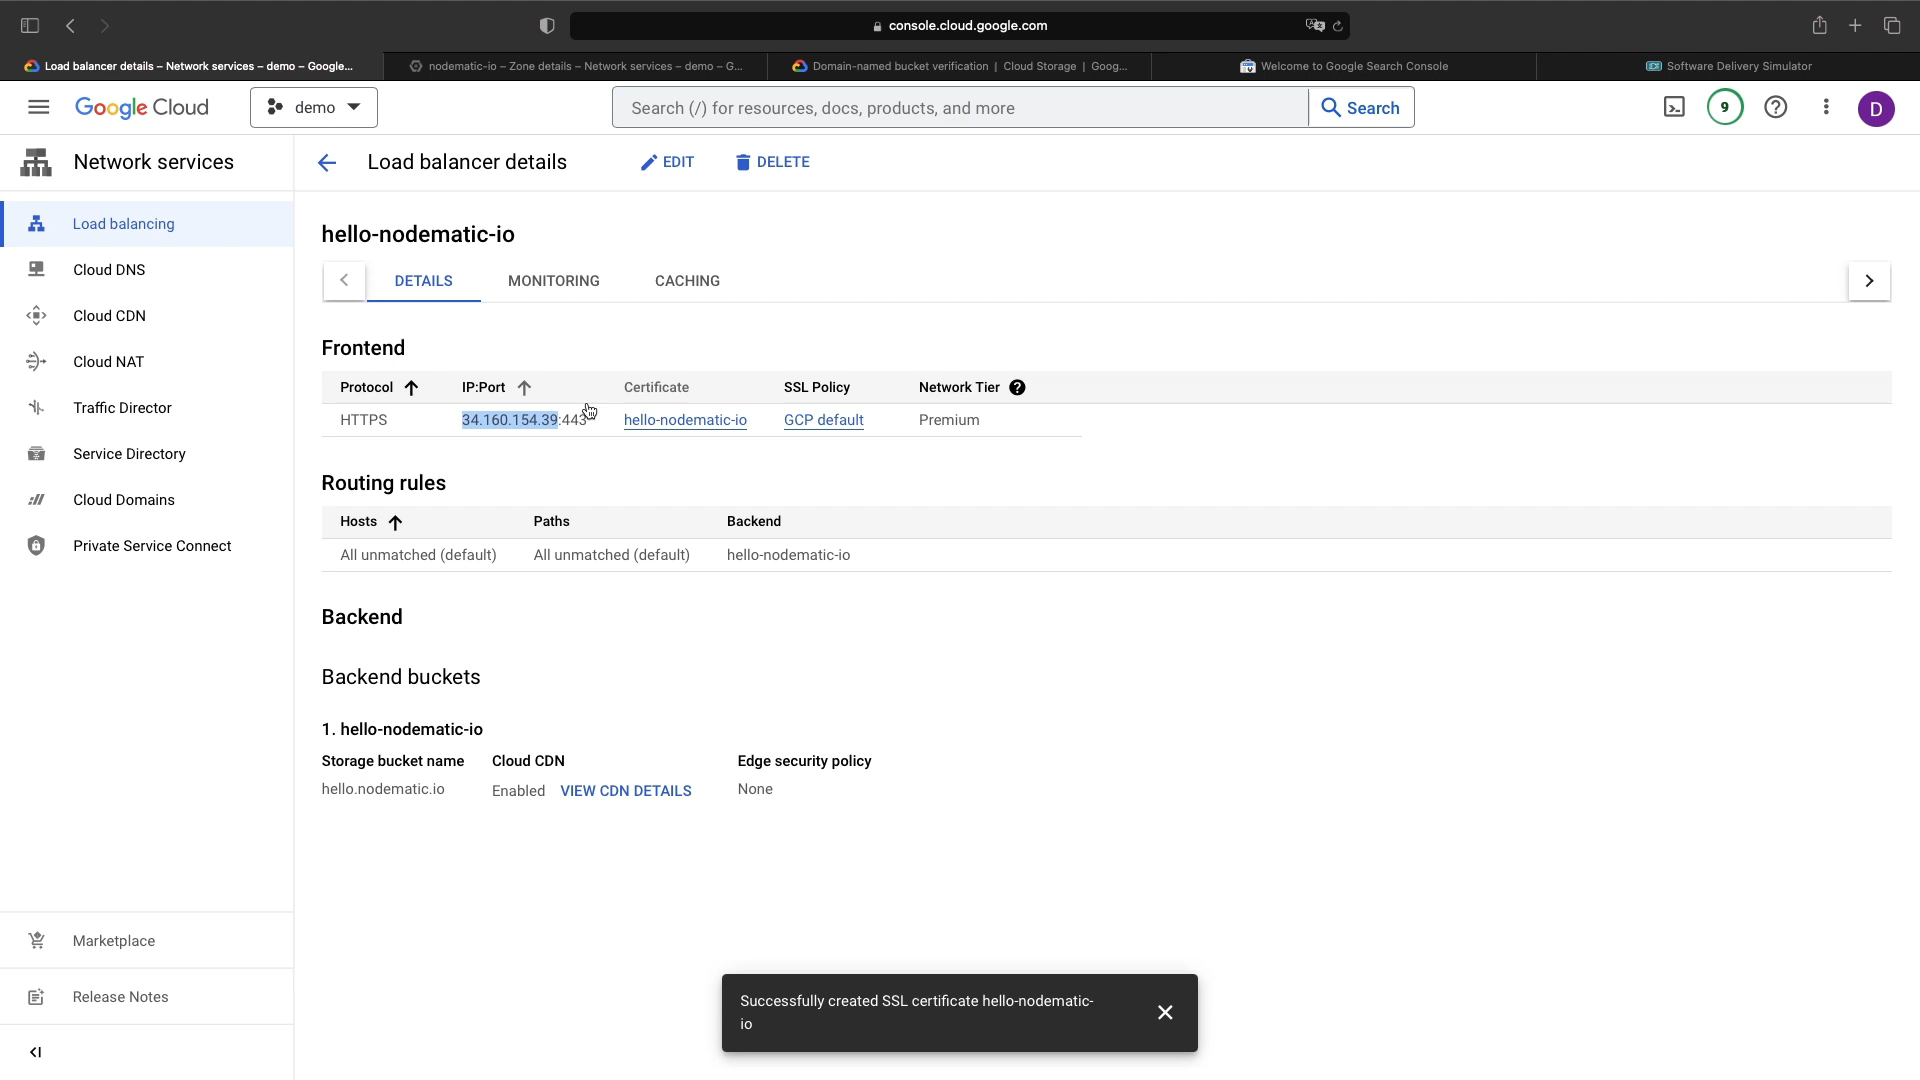 console.cloud.google.com
Load balancer details – Network services – demo – Google...
nodematic-io – Zone details – Network services – demo – G...
Domain-named bucket verification | Cloud Storage | Goog...
Welcome to Google Search Console
Software Delivery Simulator
Google Cloud
demo
Search (/) for resources, docs, products, and more
Search
9
D
Network services
Load balancer details
EDIT
DELETE
Load balancing
Cloud DNS
Cloud CDN
Cloud NAT
Traffic Director
Service Directory
Cloud Domains
Private Service Connect
Marketplace
Release Notes
hello-nodematic-io
DETAILS
MONITORING
CACHING
Frontend
Protocol IP:Port Certificate SSL Policy Network Tier
HTTPS 34.160.154.39:443 hello-nodematic-io GCP default Premium
Routing rules
Hosts Paths Backend
All unmatched (default) All unmatched (default) hello-nodematic-io
Backend
Backend buckets
1. hello-nodematic-io
Storage bucket name Cloud CDN Edge security policy
hello.nodematic.io Enabled VIEW CDN DETAILS None
Successfully created SSL certificate hello-nodematic-
io